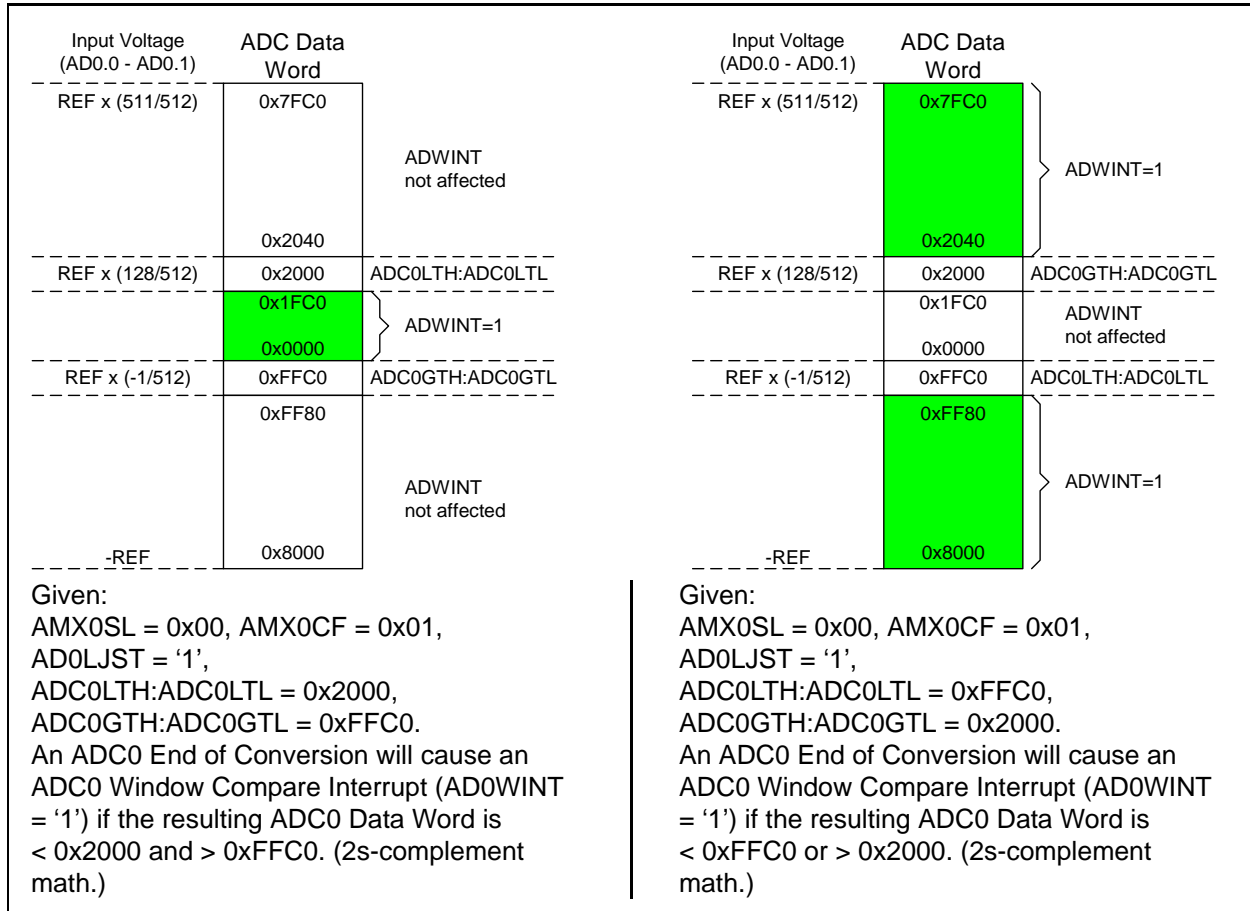 Input Voltage
(AD0.0 - AD0.1)
ADC Data
Word
REF x (511/512)
0x7FC0
ADWINT
not affected
0x2040
REF x (128/512)
0x2000
ADC0LTH:ADC0LTL
0x1FC0
ADWINT=1
0x0000
REF x (-1/512)
0xFFC0
ADC0GTH:ADC0GTL
0xFF80
ADWINT
not affected
-REF
0x8000
Given:
AMX0SL = 0x00, AMX0CF = 0x01,
AD0LJST = ‘1’,
ADC0LTH:ADC0LTL = 0x2000,
ADC0GTH:ADC0GTL = 0xFFC0.
An ADC0 End of Conversion will cause an
ADC0 Window Compare Interrupt (AD0WINT
= ‘1’) if the resulting ADC0 Data Word is
< 0x2000 and > 0xFFC0. (2s-complement
math.)
Input Voltage
(AD0.0 - AD0.1)
ADC Data
Word
REF x (511/512)
0x7FC0
ADWINT=1
0x2040
REF x (128/512)
0x2000
ADC0GTH:ADC0GTL
0x1FC0
ADWINT
not affected
0x0000
REF x (-1/512)
0xFFC0
ADC0LTH:ADC0LTL
0xFF80
ADWINT=1
-REF
0x8000
Given:
AMX0SL = 0x00, AMX0CF = 0x01,
AD0LJST = ‘1’,
ADC0LTH:ADC0LTL = 0xFFC0,
ADC0GTH:ADC0GTL = 0x2000.
An ADC0 End of Conversion will cause an
ADC0 Window Compare Interrupt (AD0WINT
= ‘1’) if the resulting ADC0 Data Word is
< 0xFFC0 or > 0x2000. (2s-complement
math.)